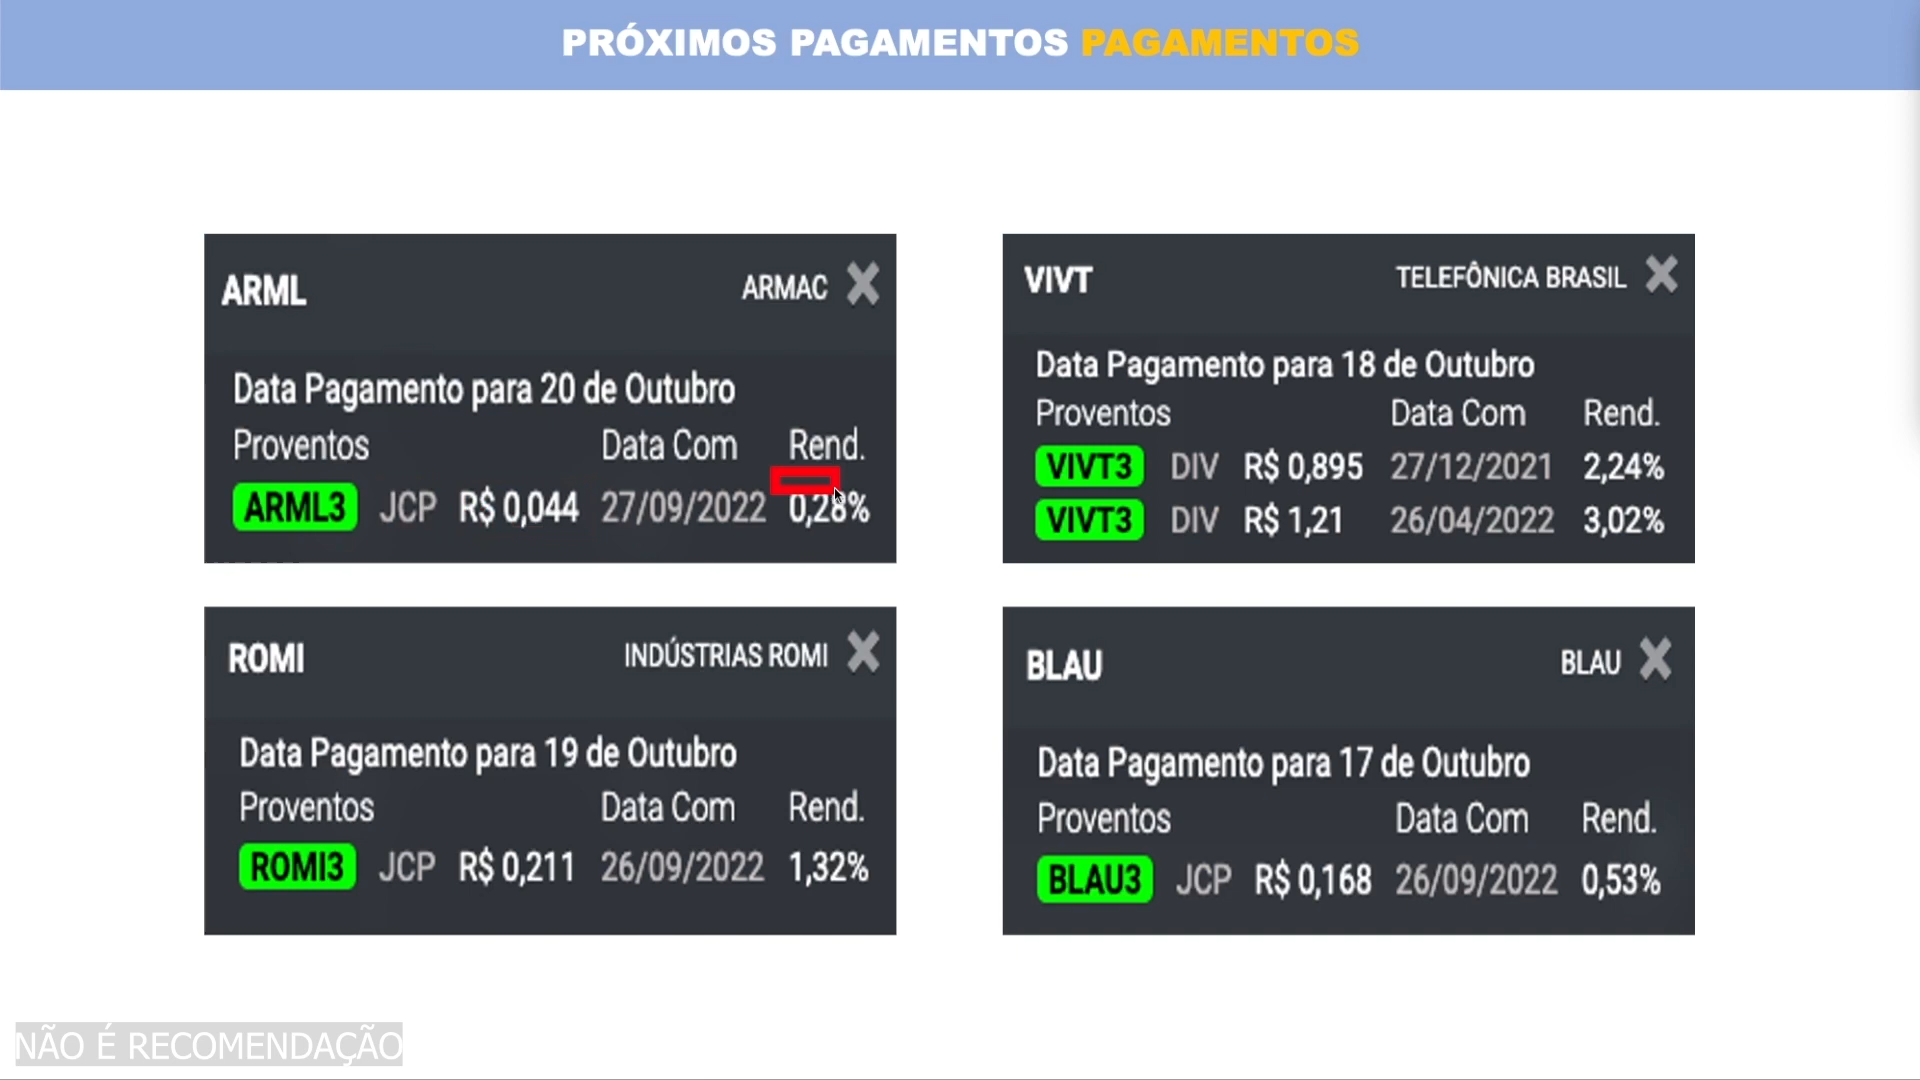 PRÓXIMOS PAGAMENTOS PAGAMENTOS
ARML ARMAC
Data Pagamento para 20 de Outubro
Proventos Data Com Rend.
ARML3 JCP R$ 0,044 27/09/2022 0,28%
VIVT TELEFÔNICA BRASIL
Data Pagamento para 18 de Outubro
Proventos Data Com Rend.
VIVT3 DIV R$ 0,895 27/12/2021 2,24%
VIVT3 DIV R$ 1,21 26/04/2022 3,02%
ROMI INDÚSTRIAS ROMI
Data Pagamento para 19 de Outubro
Proventos Data Com Rend.
ROMI3 JCP R$ 0,211 26/09/2022 1,32%
BLAU BLAU
Data Pagamento para 17 de Outubro
Proventos Data Com Rend.
BLAU3 JCP R$ 0,168 26/09/2022 0,53%
NÃO É RECOMENDAÇÃO